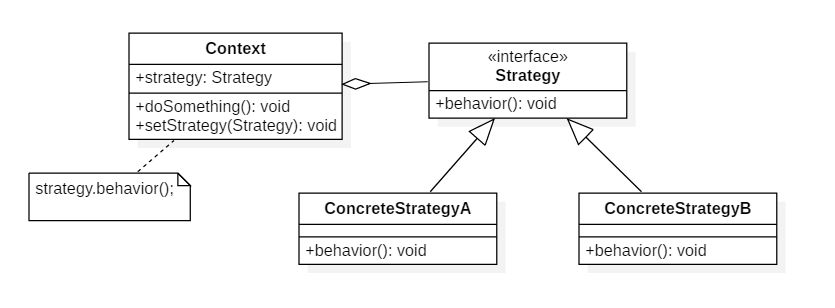 Context
+strategy: Strategy
+doSomething(): void
+setStrategy(Strategy): void
«interface»
Strategy
+behavior(): void
strategy.behavior();
ConcreteStrategyA
+behavior(): void
ConcreteStrategyB
+behavior(): void